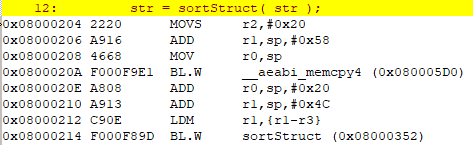 12: str = sortStruct( str );
0x08000204 2220 MOVS r2,#0x20
0x08000206 A916 ADD r1,sp,#0x58
0x08000208 4668 MOV r0,sp
0x0800020A F000F9E1 BL.W __aeabi_memcpy4 (0x080005D0)
0x0800020E A808 ADD r0,sp,#0x20
0x08000210 A913 ADD r1,sp,#0x4C
0x08000212 C90E LDM r1,{r1-r3}
0x08000214 F000F89D BL.W sortStruct (0x08000352)